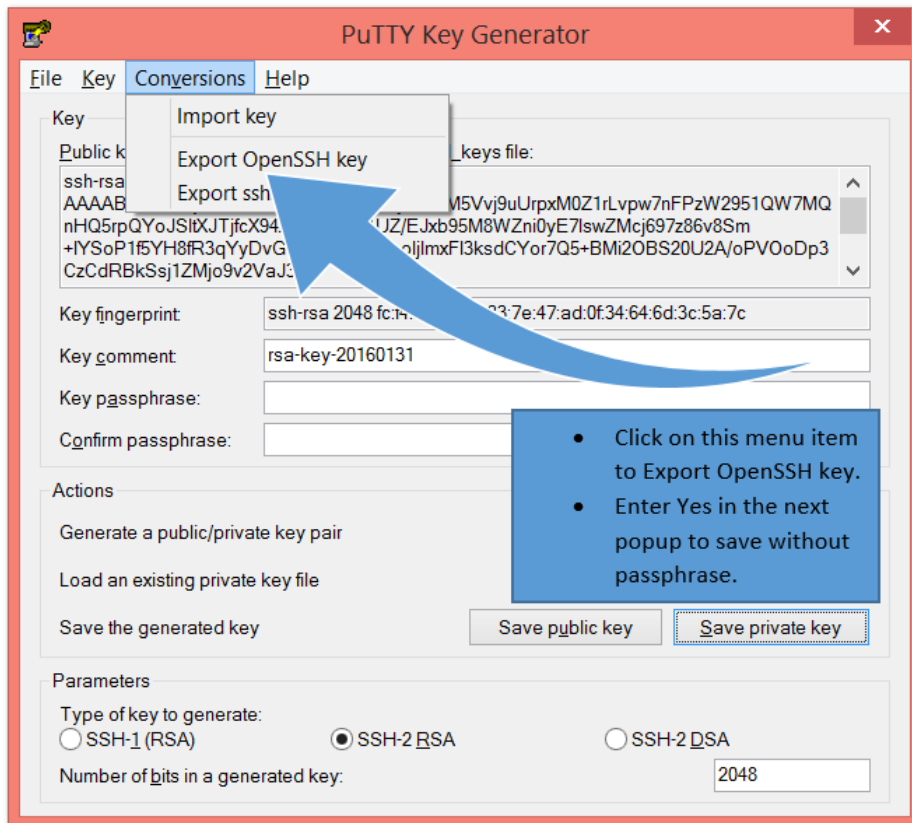 PuTTY Key Generator
File Key Conversions Help
Import key
Export OpenSSH key
Export ssh
Key
Public k
_keys file:
ssh-rsa
AAAAB M5Vvj9uUrpxM0Z1rLvpw7nFPzW2951QW7MQ
nHQ5rpQYoJSltXJTjfcX94 UZ/EJxb95M8WZni0yE7lswZMcj697z86v8Sm
+IYSoP1f5YH8fR3qYyDvG oljlmxFI3ksdCYor7Q5+BMi2OBS20U2A/oPVOoDp3
CzCdRBkSsj1ZMjo9v2VaJ3
Key fingerprint: ssh-rsa 2048 fc:f4: 33:7e:47:ad:0f:34:64:6d:3c:5a:7c
Key comment: rsa-key-20160131
Key passphrase:
Confirm passphrase:
• Click on this menu item
to Export OpenSSH key.
• Enter Yes in the next
popup to save without
passphrase.
Actions
Generate a public/private key pair
Load an existing private key file
Save the generated key Save public key Save private key
Parameters
Type of key to generate:
SSH-1 (RSA) SSH-2 RSA SSH-2 DSA
Number of bits in a generated key: 2048